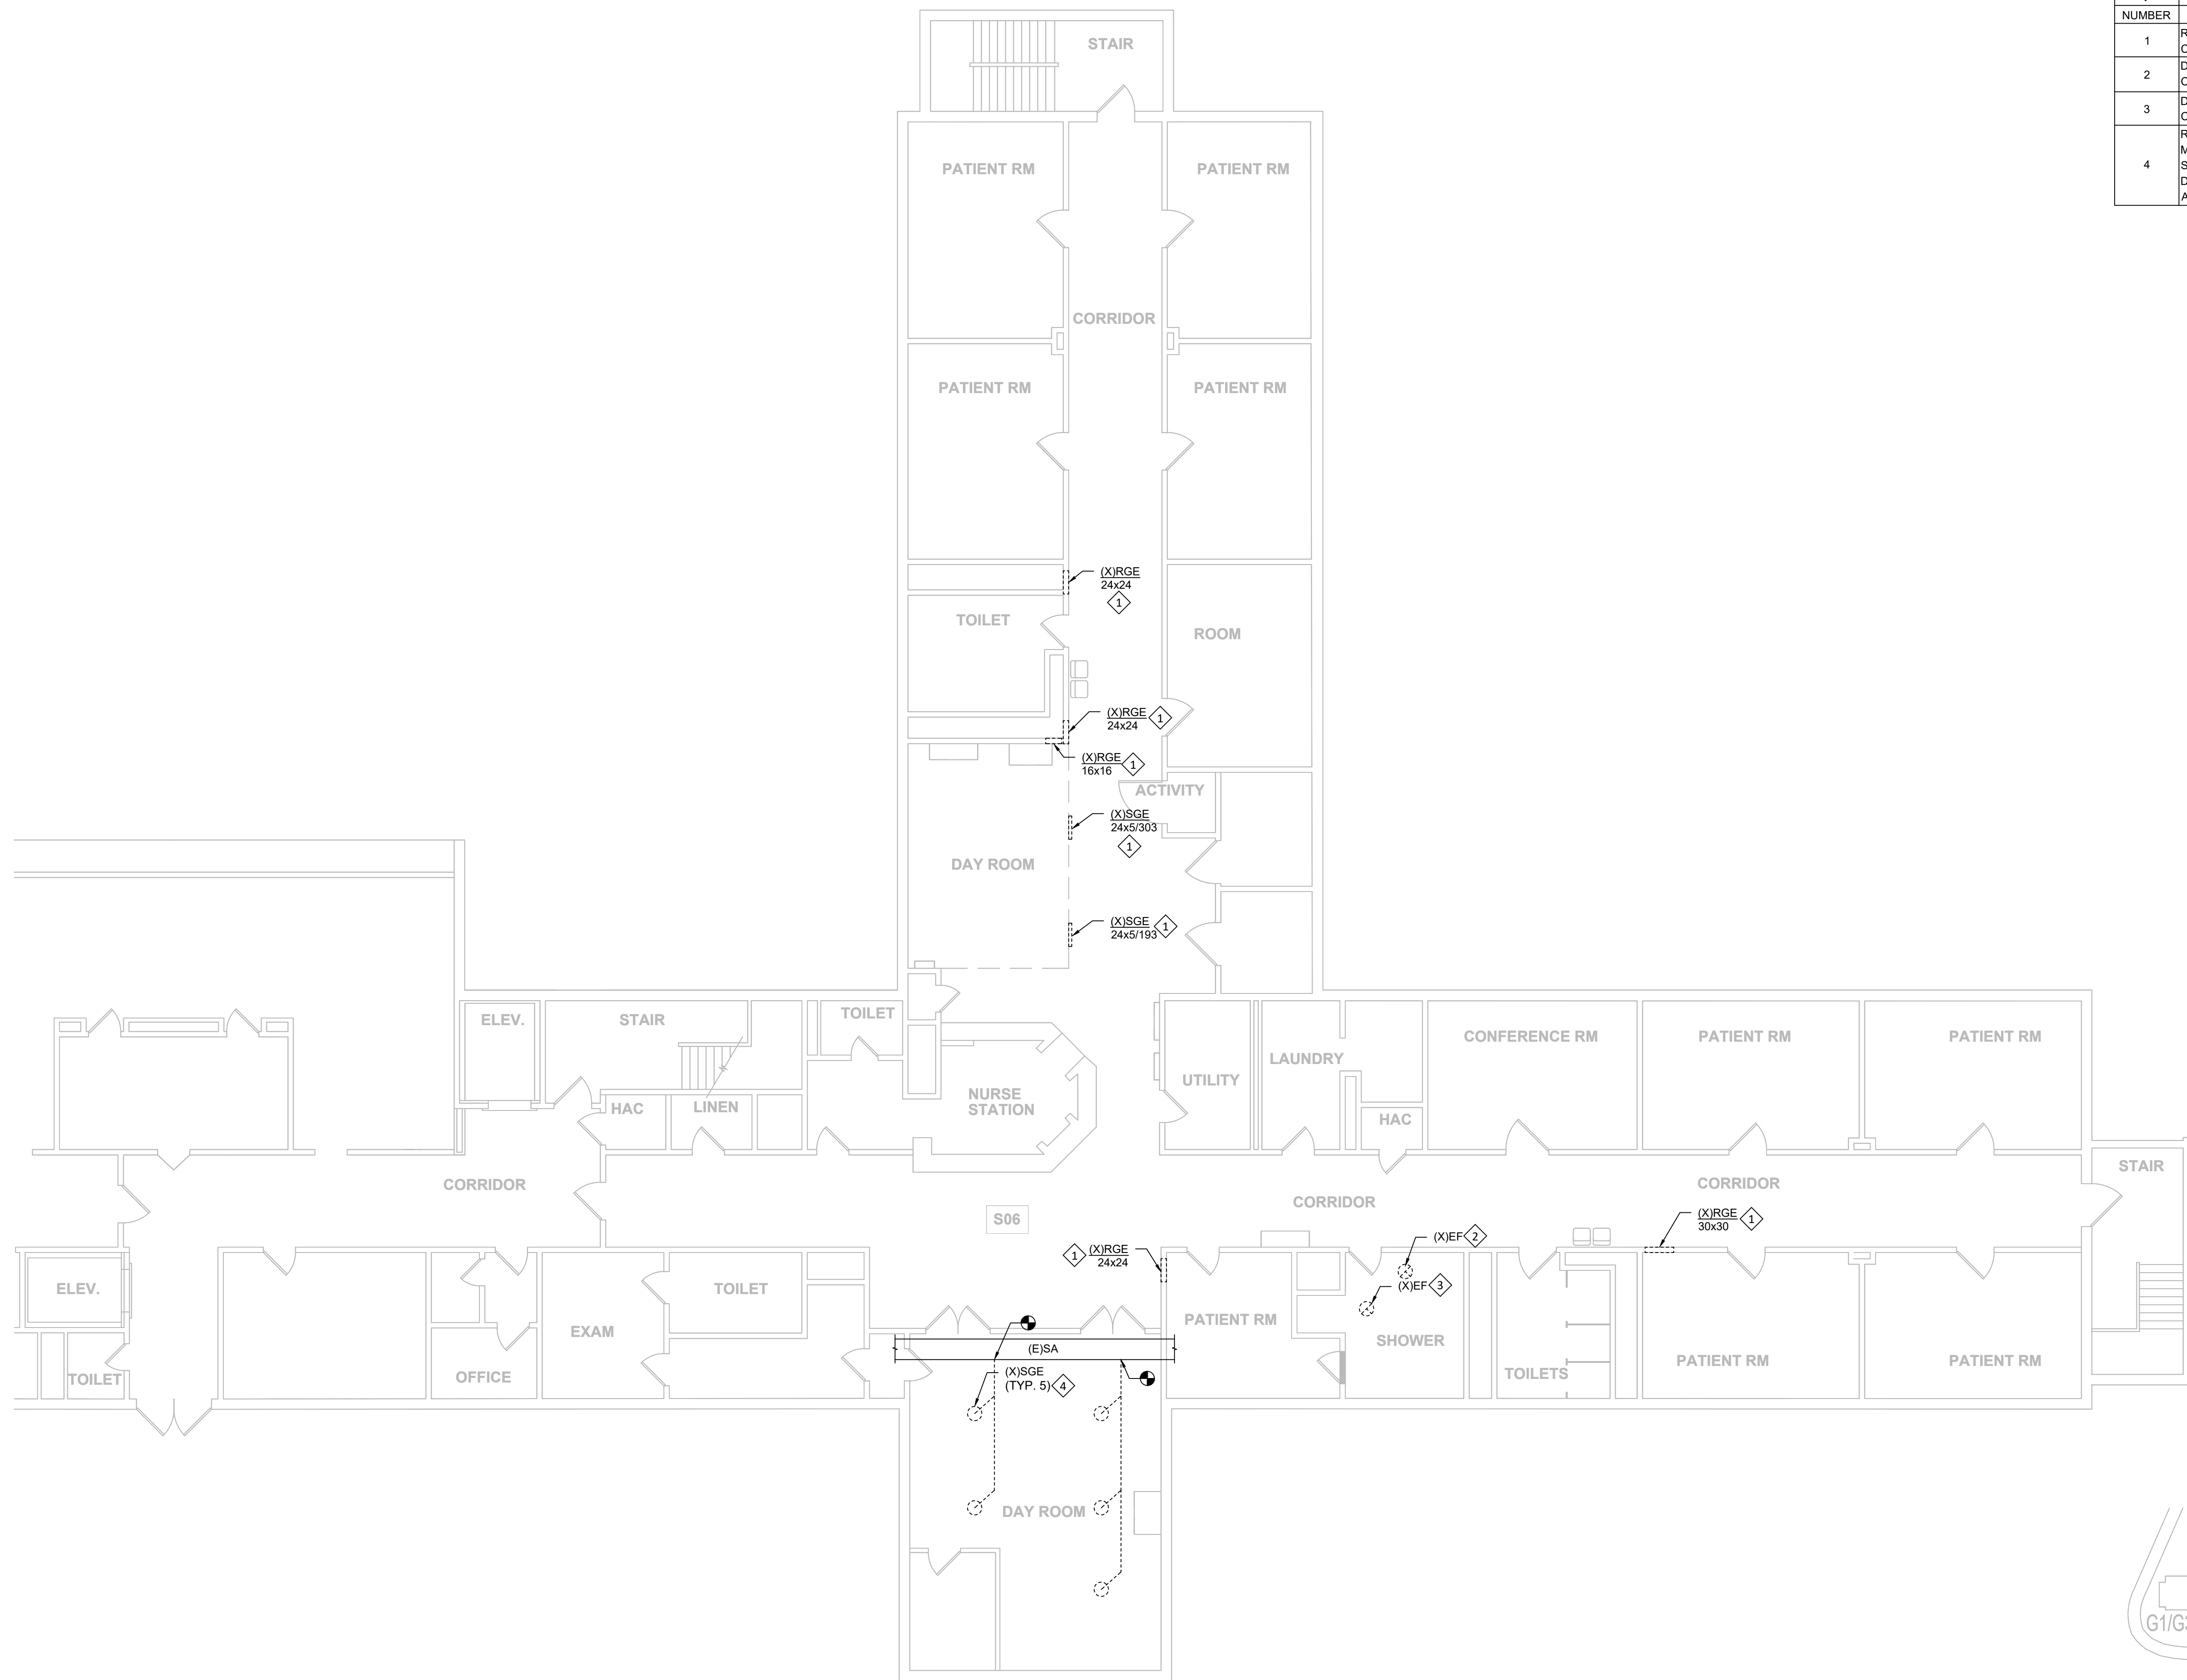 NUMBER
1
R
C
2
D
C
3
D
C
4
R
M
S
D
A
STAIR
PATIENT RM
PATIENT RM
CORRIDOR
PATIENT RM
PATIENT RM
(X)RGE
24x24
1
TOILET
ROOM
(X)RGE
24x24
1
(X)RGE
16x16
1
ACTIVITY
(X)SGE
24x5/303
1
DAY ROOM
(X)SGE
24x5/193
1
ELEV.
STAIR
TOILET
CONFERENCE RM
PATIENT RM
PATIENT RM
LAUNDRY
UTILITY
NURSE
STATION
HAC
LINEN
HAC
STAIR
CORRIDOR
CORRIDOR
CORRIDOR
S06
(X)RGE
30x30
1
(X)EF
2
1
(X)RGE
24x24
(X)EF
3
ELEV.
TOILET
EXAM
PATIENT RM
SHOWER
(E)SA
(X)SGE
(TYP. 5)
4
TOILET
OFFICE
TOILETS
PATIENT RM
PATIENT RM
DAY ROOM